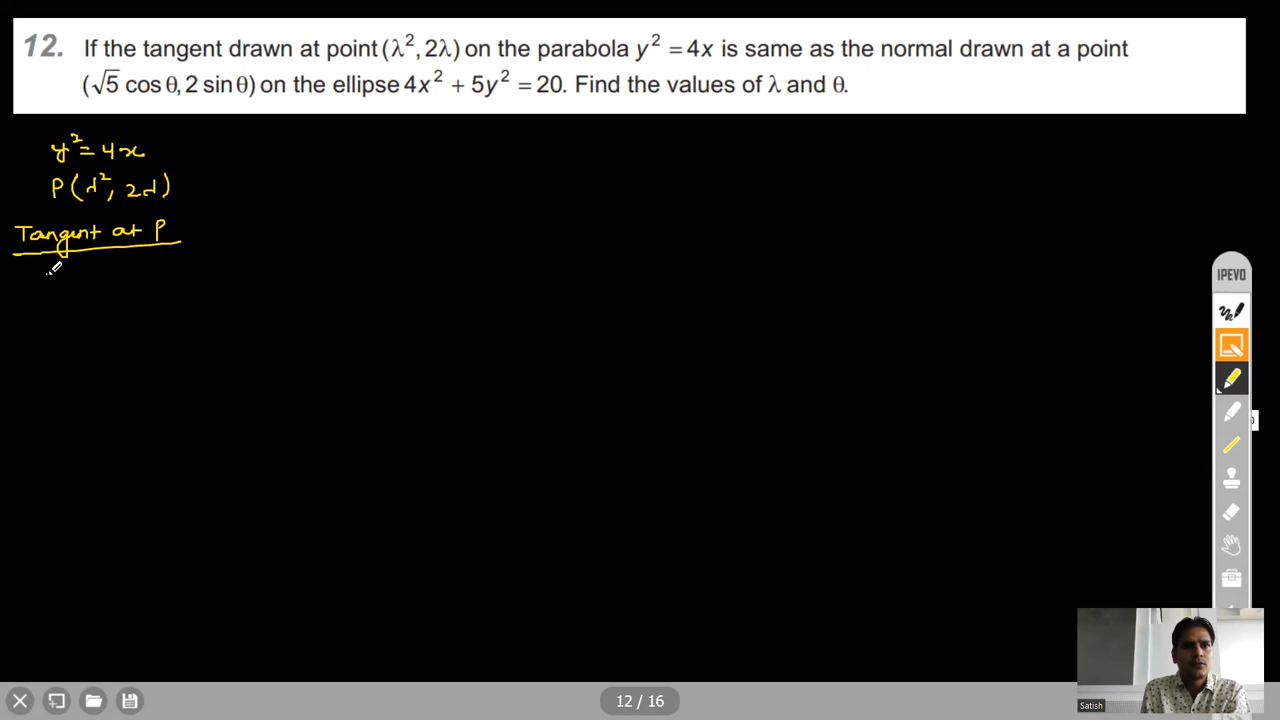 12. If the tangent drawn at point (λ², 2λ) on the parabola y² = 4x is same as the normal drawn at a point
(√5 cos θ, 2 sin θ) on the ellipse 4x² + 5y² = 20. Find the values of λ and θ.
y² = 4x
P(λ², 2λ)
Tangent at P
IPEVO
12 / 16
Satish